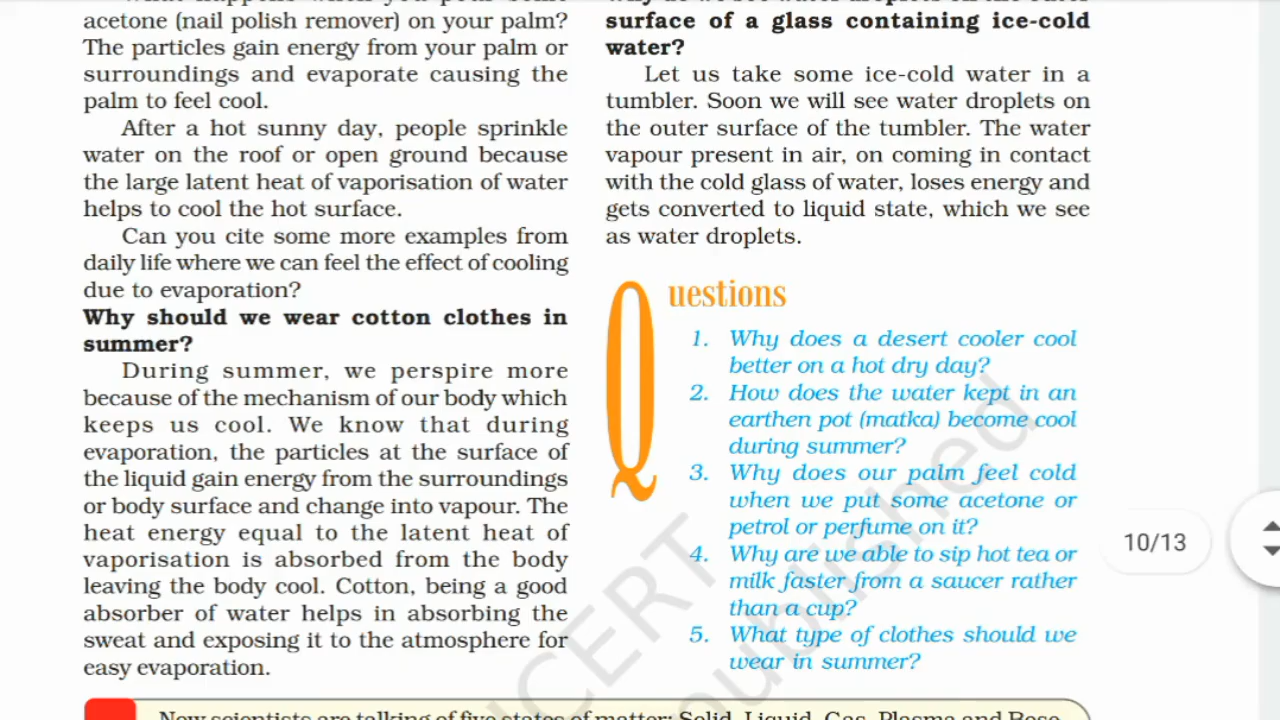 acetone (nail polish remover) on your palm?
The particles gain energy from your palm or
surroundings and evaporate causing the
palm to feel cool.
After a hot sunny day, people sprinkle
water on the roof or open ground because
the large latent heat of vaporisation of water
helps to cool the hot surface.
Can you cite some more examples from
daily life where we can feel the effect of cooling
due to evaporation?
Why should we wear cotton clothes in
summer?
During summer, we perspire more
because of the mechanism of our body which
keeps us cool. We know that during
evaporation, the particles at the surface of
the liquid gain energy from the surroundings
or body surface and change into vapour. The
heat energy equal to the latent heat of
vaporisation is absorbed from the body
leaving the body cool. Cotton, being a good
absorber of water helps in absorbing the
sweat and exposing it to the atmosphere for
easy evaporation.
surface of a glass containing ice-cold
water?
Let us take some ice-cold water in a
tumbler. Soon we will see water droplets on
the outer surface of the tumbler. The water
vapour present in air, on coming in contact
with the cold glass of water, loses energy and
gets converted to liquid state, which we see
as water droplets.
Questions
1. Why does a desert cooler cool
better on a hot dry day?
2. How does the water kept in an
earthen pot (matka) become cool
during summer?
3. Why does our palm feel cold
when we put some acetone or
petrol or perfume on it?
4. Why are we able to sip hot tea or
milk faster from a saucer rather
than a cup?
5. What type of clothes should we
wear in summer?
10/13
Now scientists are talking of five states of matter: Solid, Liquid, Gas, Plasma and Bose